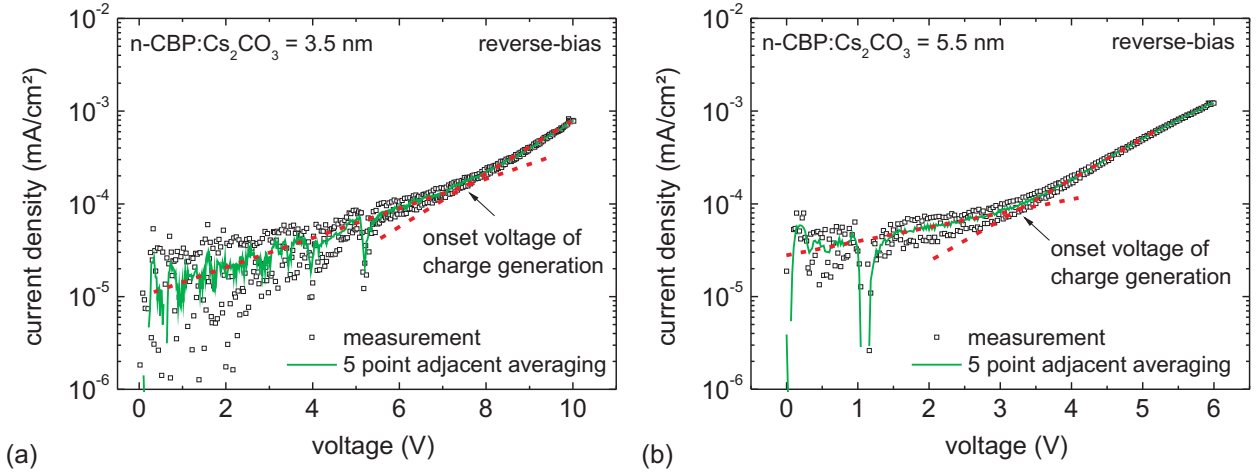 n-CBP:Cs₂CO₃ = 3.5 nm reverse-bias
current density (mA/cm²)
10⁻²
10⁻³
10⁻⁴
10⁻⁵
10⁻⁶
onset voltage of
charge generation
measurement
5 point adjacent averaging
0 2 4 6 8 10
voltage (V)
(a)
n-CBP:Cs₂CO₃ = 5.5 nm reverse-bias
current density (mA/cm²)
10⁻²
10⁻³
10⁻⁴
10⁻⁵
10⁻⁶
onset voltage of
charge generation
measurement
5 point adjacent averaging
0 1 2 3 4 5 6
voltage (V)
(b)